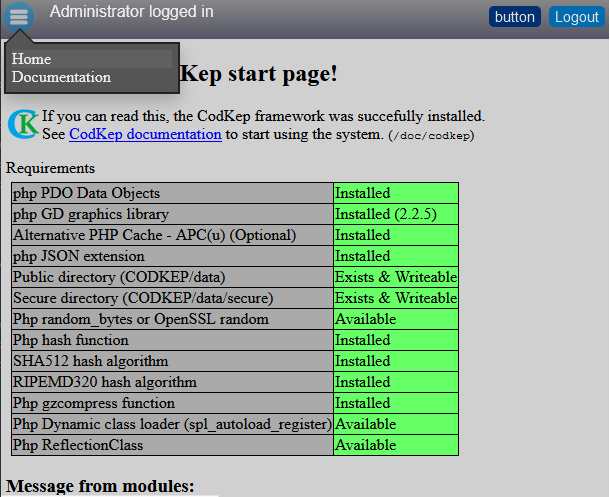 Administrator logged in
button
Logout
Home
Documentation
Kep start page!
If you can read this, the CodKep framework was succefully installed.
See CodKep documentation to start using the system. (/doc/codkep)
CK
Requirements
php PDO Data Objects Installed
php GD graphics library Installed (2.2.5)
Alternative PHP Cache - APC(u) (Optional) Installed
php JSON extension Installed
Public directory (CODKEP/data) Exists & Writeable
Secure directory (CODKEP/data/secure) Exists & Writeable
Php random_bytes or OpenSSL random Available
Php hash function Installed
SHA512 hash algorithm Installed
RIPEMD320 hash algorithm Installed
Php gzcompress function Installed
Php Dynamic class loader (spl_autoload_register) Available
Php ReflectionClass Available
Message from modules: